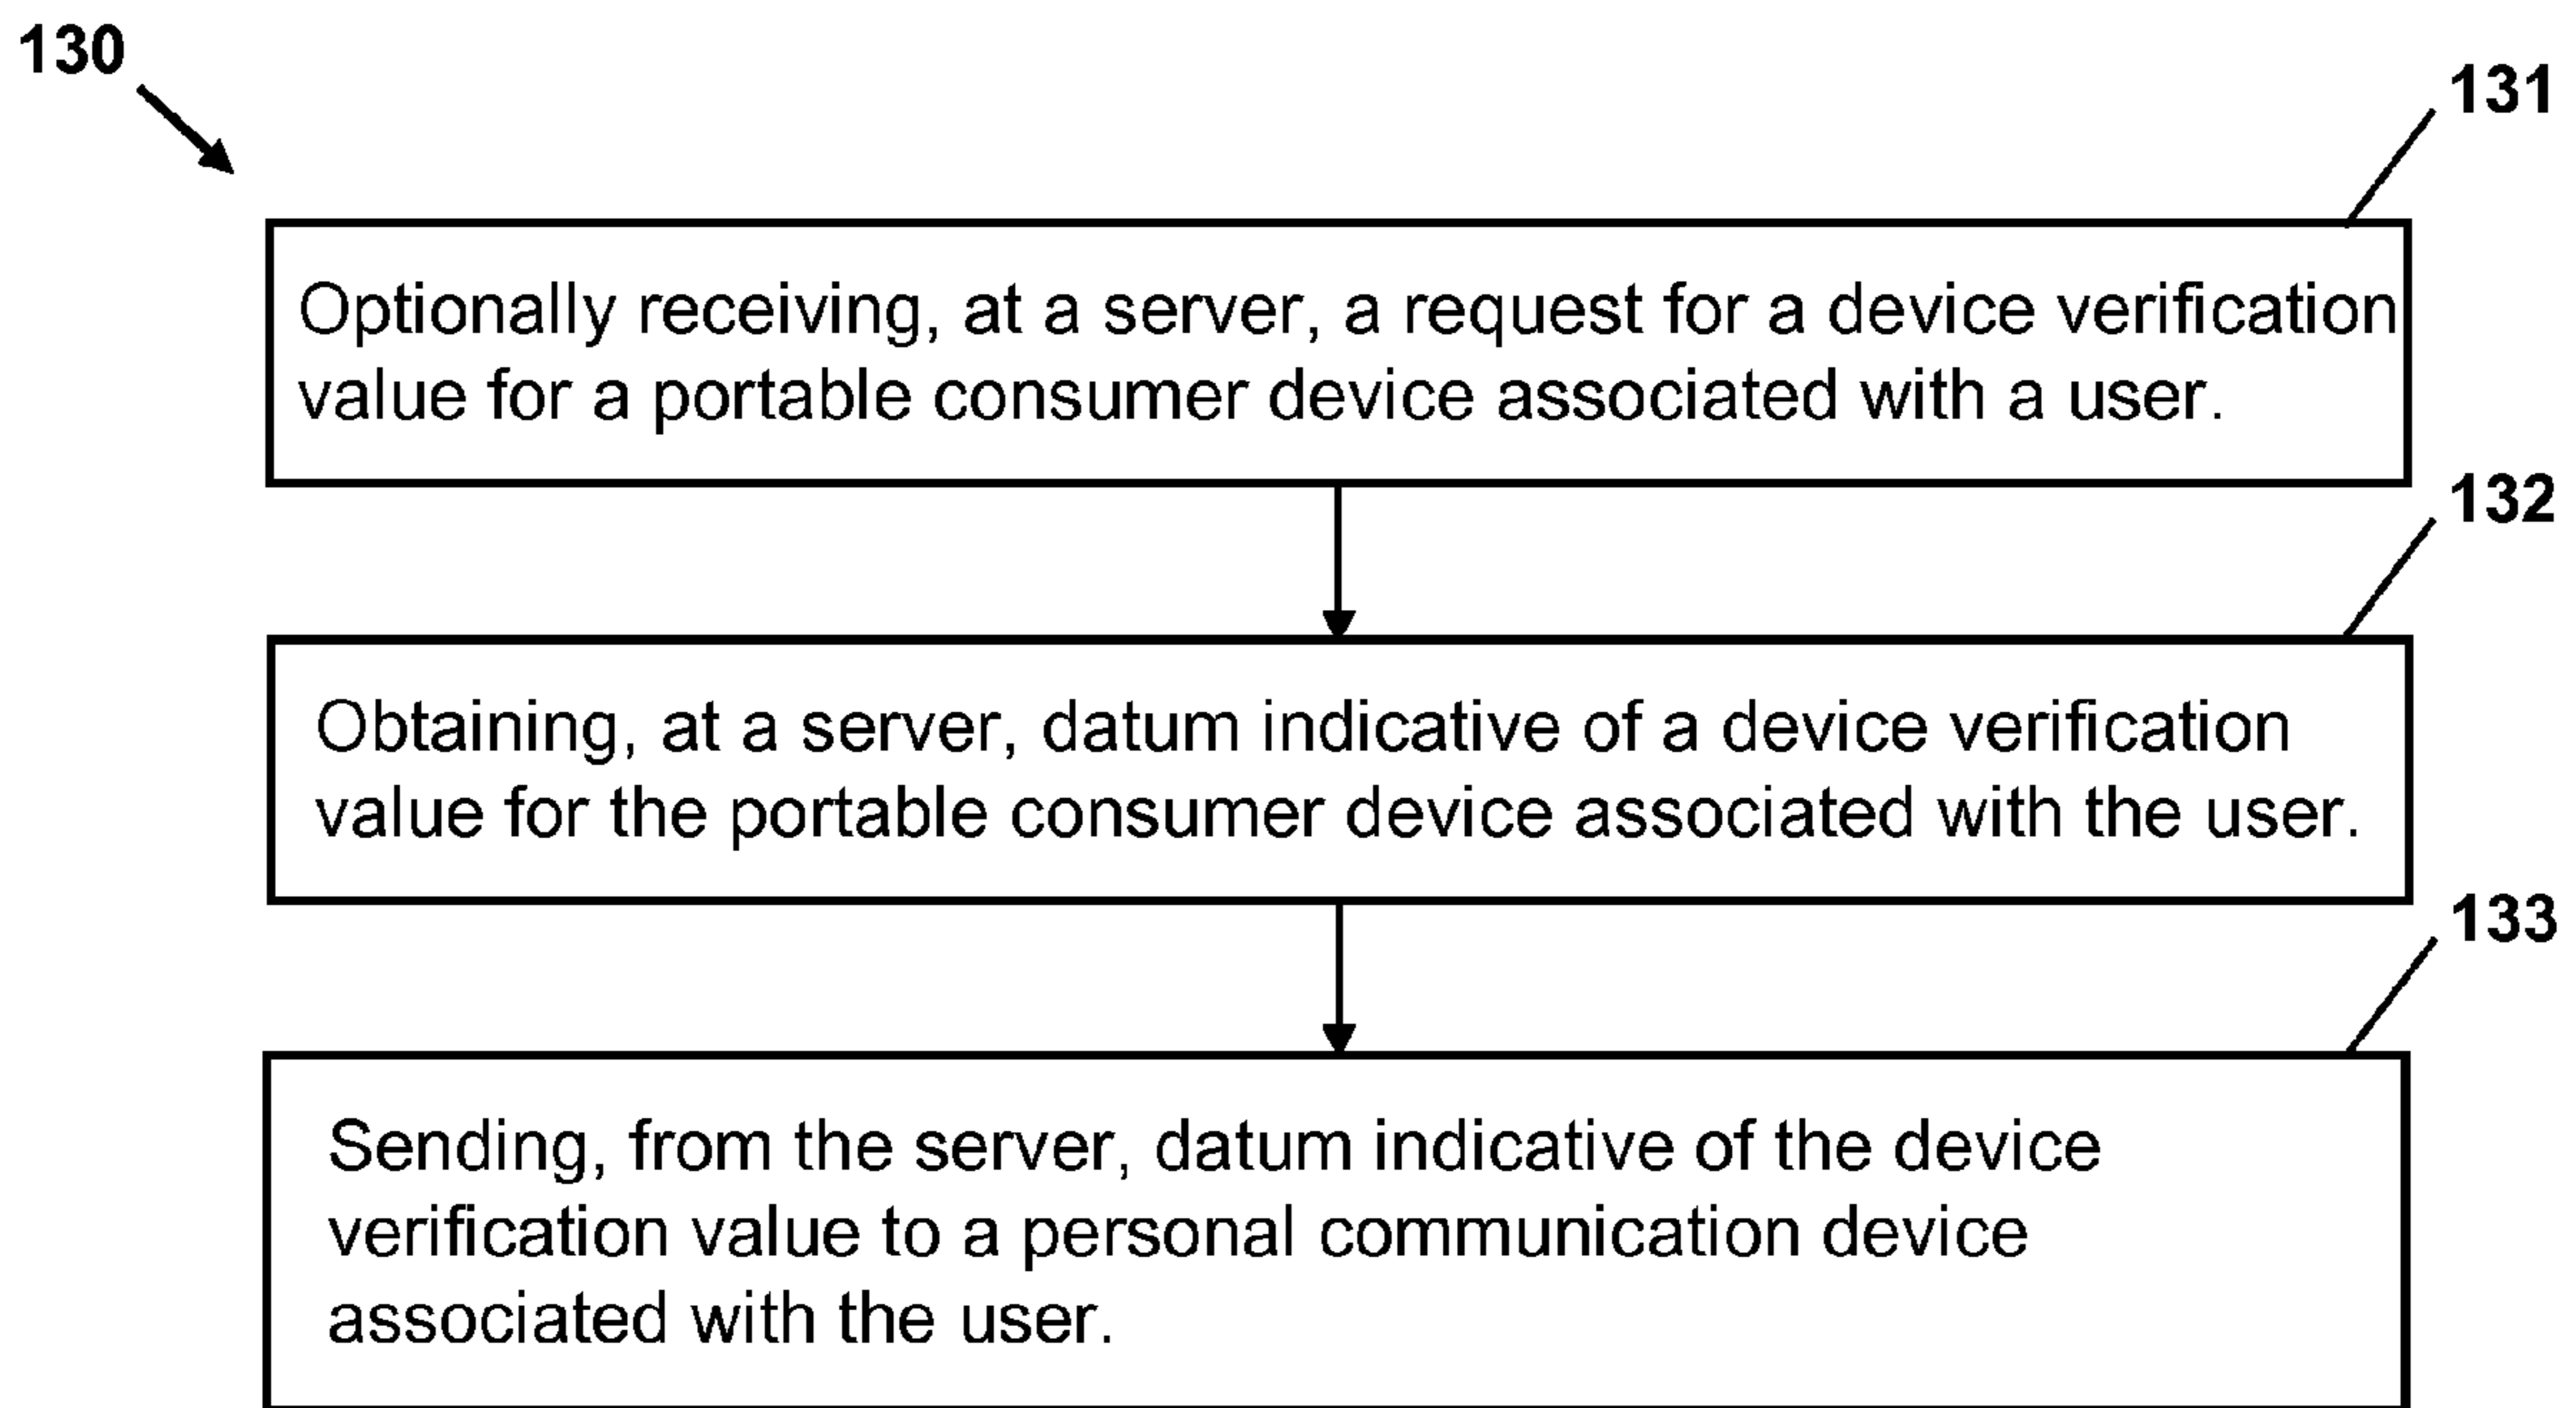 130
131
Optionally receiving, at a server, a request for a device verification
value for a portable consumer device associated with a user.
132
Obtaining, at a server, datum indicative of a device verification
value for the portable consumer device associated with the user.
133
Sending, from the server, datum indicative of the device
verification value to a personal communication device
associated with the user.